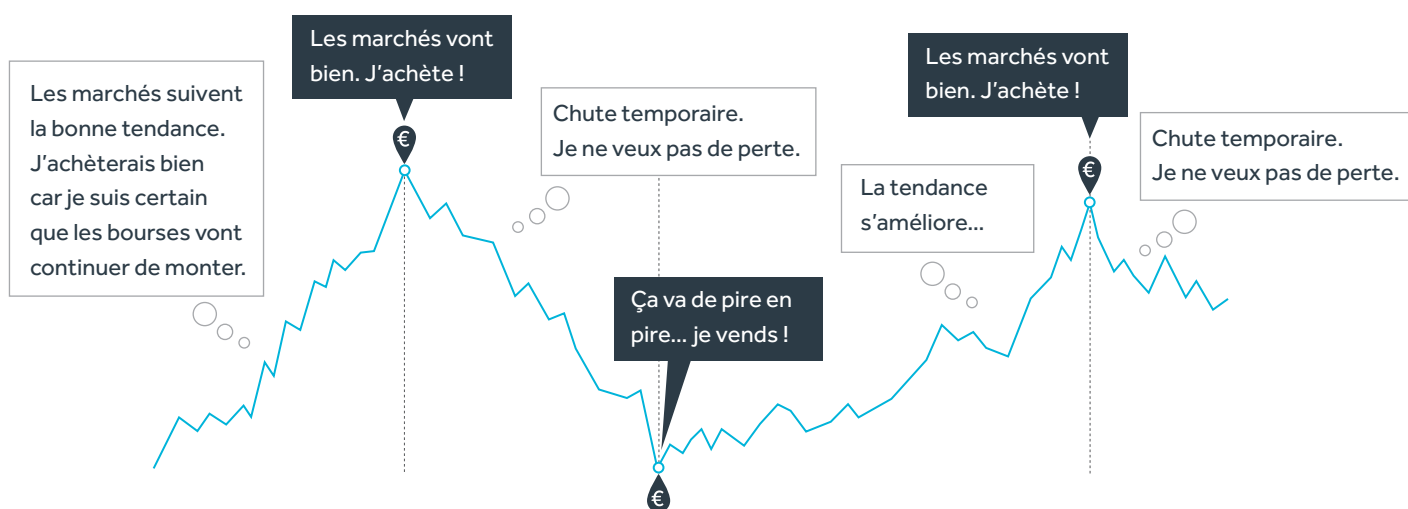 Les marchés suivent
la bonne tendance.
J'achèterais bien
car je suis certain
que les bourses vont
continuer de monter.
Les marchés vont
bien. J'achète !
€
Chute temporaire.
Je ne veux pas de perte.
Ça va de pire en
pire... je vends !
€
La tendance
s'améliore...
Les marchés vont
bien. J'achète !
€
Chute temporaire.
Je ne veux pas de perte.